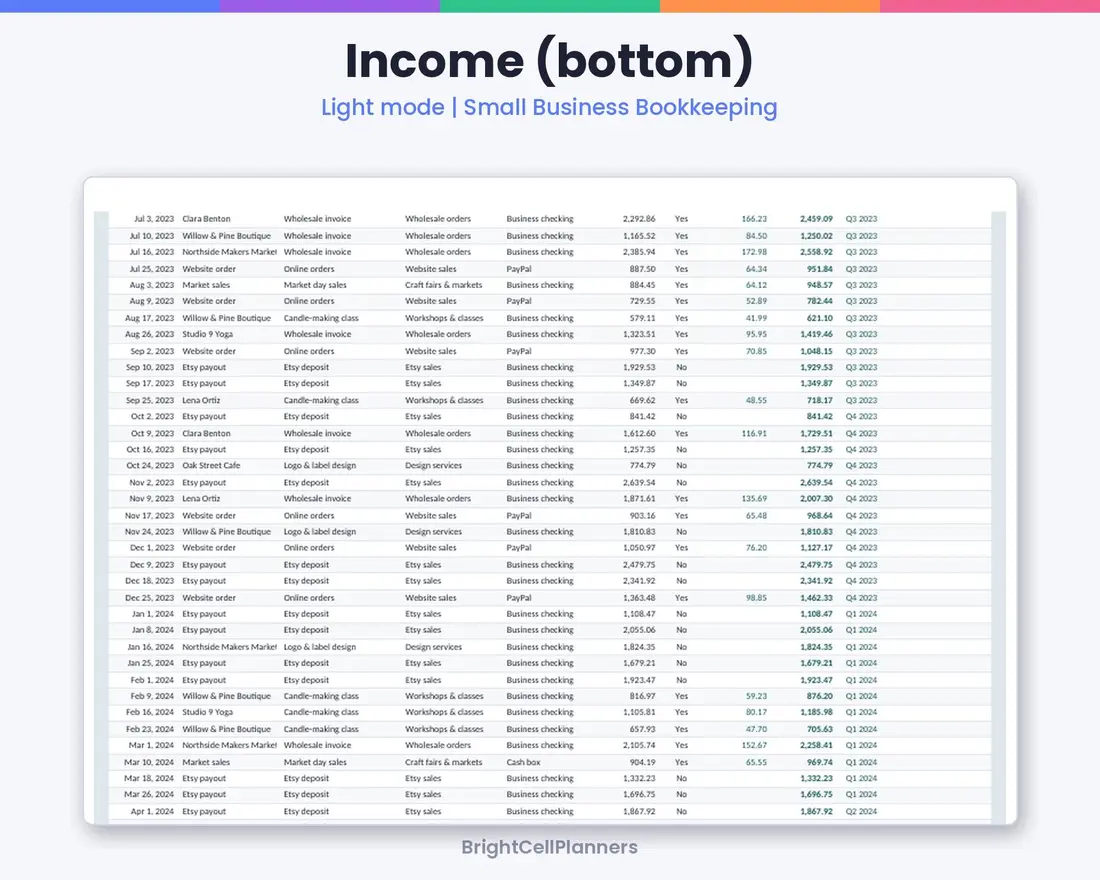 Income (bottom)
Light mode | Small Business Bookkeeping
Jul 3, 2023 Clara Benton Wholesale invoice Wholesale orders Business checking 2,292.86 Yes 166.23 2,459.09 Q3 2023
Jul 10, 2023 Willow & Pine Boutique Wholesale invoice Wholesale orders Business checking 1,165.52 Yes 84.50 1,250.02 Q3 2023
Jul 16, 2023 Northside Makers Market Wholesale invoice Wholesale orders Business checking 2,385.94 Yes 172.98 2,558.92 Q3 2023
Jul 25, 2023 Website order Online orders Website sales PayPal 887.50 Yes 64.34 951.84 Q3 2023
Aug 3, 2023 Market sales Market day sales Craft fairs & markets Business checking 884.45 Yes 64.12 948.57 Q3 2023
Aug 9, 2023 Website order Online orders Website sales PayPal 729.55 Yes 52.89 782.44 Q3 2023
Aug 17, 2023 Willow & Pine Boutique Candle-making class Workshops & classes Business checking 579.11 Yes 41.99 621.10 Q3 2023
Aug 26, 2023 Studio 9 Yoga Wholesale invoice Wholesale orders Business checking 1,323.51 Yes 95.95 1,419.46 Q3 2023
Sep 2, 2023 Website order Online orders Website sales PayPal 977.30 Yes 70.85 1,048.15 Q3 2023
Sep 10, 2023 Etsy payout Etsy deposit Etsy sales Business checking 1,929.53 No 1,929.53 Q3 2023
Sep 17, 2023 Etsy payout Etsy deposit Etsy sales Business checking 1,349.87 No 1,349.87 Q3 2023
Sep 25, 2023 Lena Ortiz Candle-making class Workshops & classes Business checking 669.62 Yes 48.55 718.17 Q3 2023
Oct 2, 2023 Etsy payout Etsy deposit Etsy sales Business checking 841.42 No 841.42 Q4 2023
Oct 9, 2023 Clara Benton Wholesale invoice Wholesale orders Business checking 1,612.60 Yes 116.91 1,729.51 Q4 2023
Oct 16, 2023 Etsy payout Etsy deposit Etsy sales Business checking 1,257.35 No 1,257.35 Q4 2023
Oct 24, 2023 Oak Street Cafe Logo & label design Design services Business checking 774.79 No 774.79 Q4 2023
Nov 2, 2023 Etsy payout Etsy deposit Etsy sales Business checking 2,639.54 No 2,639.54 Q4 2023
Nov 9, 2023 Lena Ortiz Wholesale invoice Wholesale orders Business checking 1,871.61 Yes 135.69 2,007.30 Q4 2023
Nov 17, 2023 Website order Online orders Website sales PayPal 903.16 Yes 65.48 968.64 Q4 2023
Nov 24, 2023 Willow & Pine Boutique Logo & label design Design services Business checking 1,810.83 No 1,810.83 Q4 2023
Dec 1, 2023 Website order Online orders Website sales PayPal 1,050.97 Yes 76.20 1,127.17 Q4 2023
Dec 9, 2023 Etsy payout Etsy deposit Etsy sales Business checking 2,479.75 No 2,479.75 Q4 2023
Dec 18, 2023 Etsy payout Etsy deposit Etsy sales Business checking 2,341.92 No 2,341.92 Q4 2023
Dec 25, 2023 Website order Online orders Website sales PayPal 1,363.48 Yes 98.85 1,462.33 Q4 2023
Jan 1, 2024 Etsy payout Etsy deposit Etsy sales Business checking 1,108.47 No 1,108.47 Q1 2024
Jan 8, 2024 Etsy payout Etsy deposit Etsy sales Business checking 2,055.06 No 2,055.06 Q1 2024
Jan 16, 2024 Northside Makers Market Logo & label design Design services Business checking 1,824.35 No 1,824.35 Q1 2024
Jan 25, 2024 Etsy payout Etsy deposit Etsy sales Business checking 1,679.21 No 1,679.21 Q1 2024
Feb 1, 2024 Etsy payout Etsy deposit Etsy sales Business checking 1,923.47 No 1,923.47 Q1 2024
Feb 9, 2024 Willow & Pine Boutique Candle-making class Workshops & classes Business checking 816.97 Yes 59.23 876.20 Q1 2024
Feb 16, 2024 Studio 9 Yoga Candle-making class Workshops & classes Business checking 1,105.81 Yes 80.17 1,185.98 Q1 2024
Feb 23, 2024 Willow & Pine Boutique Candle-making class Workshops & classes Business checking 657.93 Yes 47.70 705.63 Q1 2024
Mar 1, 2024 Northside Makers Market Wholesale invoice Wholesale orders Business checking 2,105.74 Yes 152.67 2,258.41 Q1 2024
Mar 10, 2024 Market sales Market day sales Craft fairs & markets Cash box 904.19 Yes 65.55 969.74 Q1 2024
Mar 18, 2024 Etsy payout Etsy deposit Etsy sales Business checking 1,332.23 No 1,332.23 Q1 2024
Mar 26, 2024 Etsy payout Etsy deposit Etsy sales Business checking 1,696.75 No 1,696.75 Q1 2024
Apr 1, 2024 Etsy payout Etsy deposit Etsy sales Business checking 1,867.92 No 1,867.92 Q2 2024
BrightCellPlanners